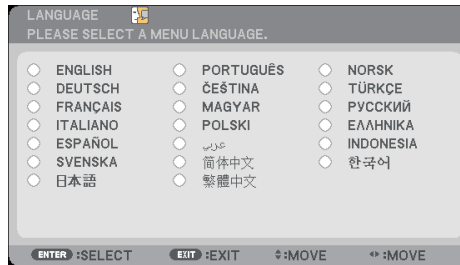 LANGUAGE
PLEASE SELECT A MENU LANGUAGE.
ENGLISH
DEUTSCH
FRANÇAIS
ITALIANO
ESPAÑOL
SVENSKA
日本語
PORTUGUÊS
ČEŠTINA
MAGYAR
POLSKI
عربي
简体中文
繁體中文
NORSK
TÜRKÇE
РУССКИЙ
ΕΛΛΗΝΙΚΑ
INDONESIA
한국어
ENTER :SELECT EXIT :EXIT :MOVE :MOVE